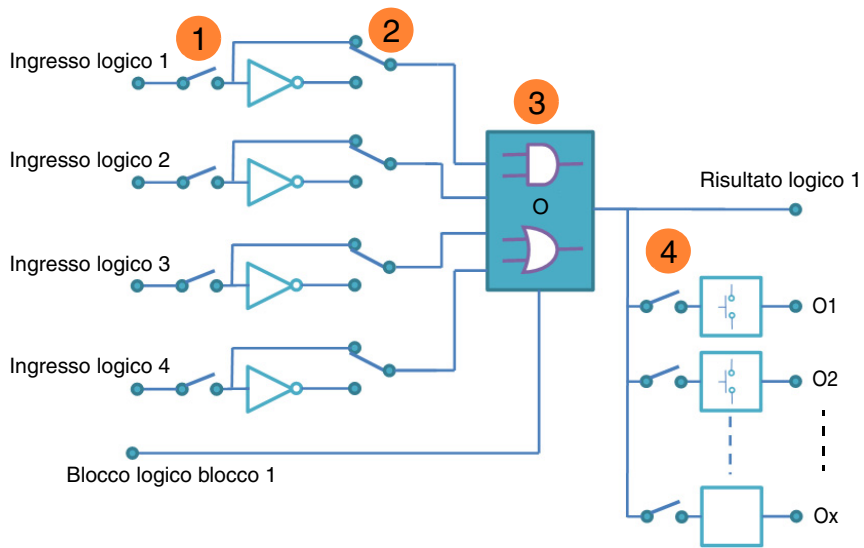 1
2
Ingresso logico 1
3
Ingresso logico 2
Risultato logico 1
O
Ingresso logico 3
4
O1
Ingresso logico 4
O2
Blocco logico blocco 1
Ox